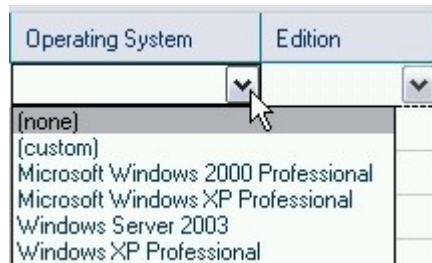 Operating System Edition
(none)
(custom)
Microsoft Windows 2000 Professional
Microsoft Windows XP Professional
Windows Server 2003
Windows XP Professional